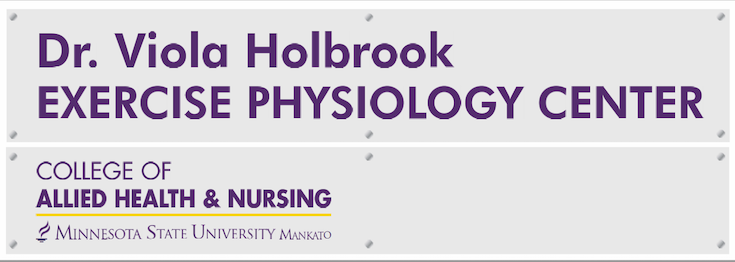 Dr. Viola Holbrook
EXERCISE PHYSIOLOGY CENTER
COLLEGE OF
ALLIED HEALTH & NURSING
MINNESOTA STATE UNIVERSITY MANKATO